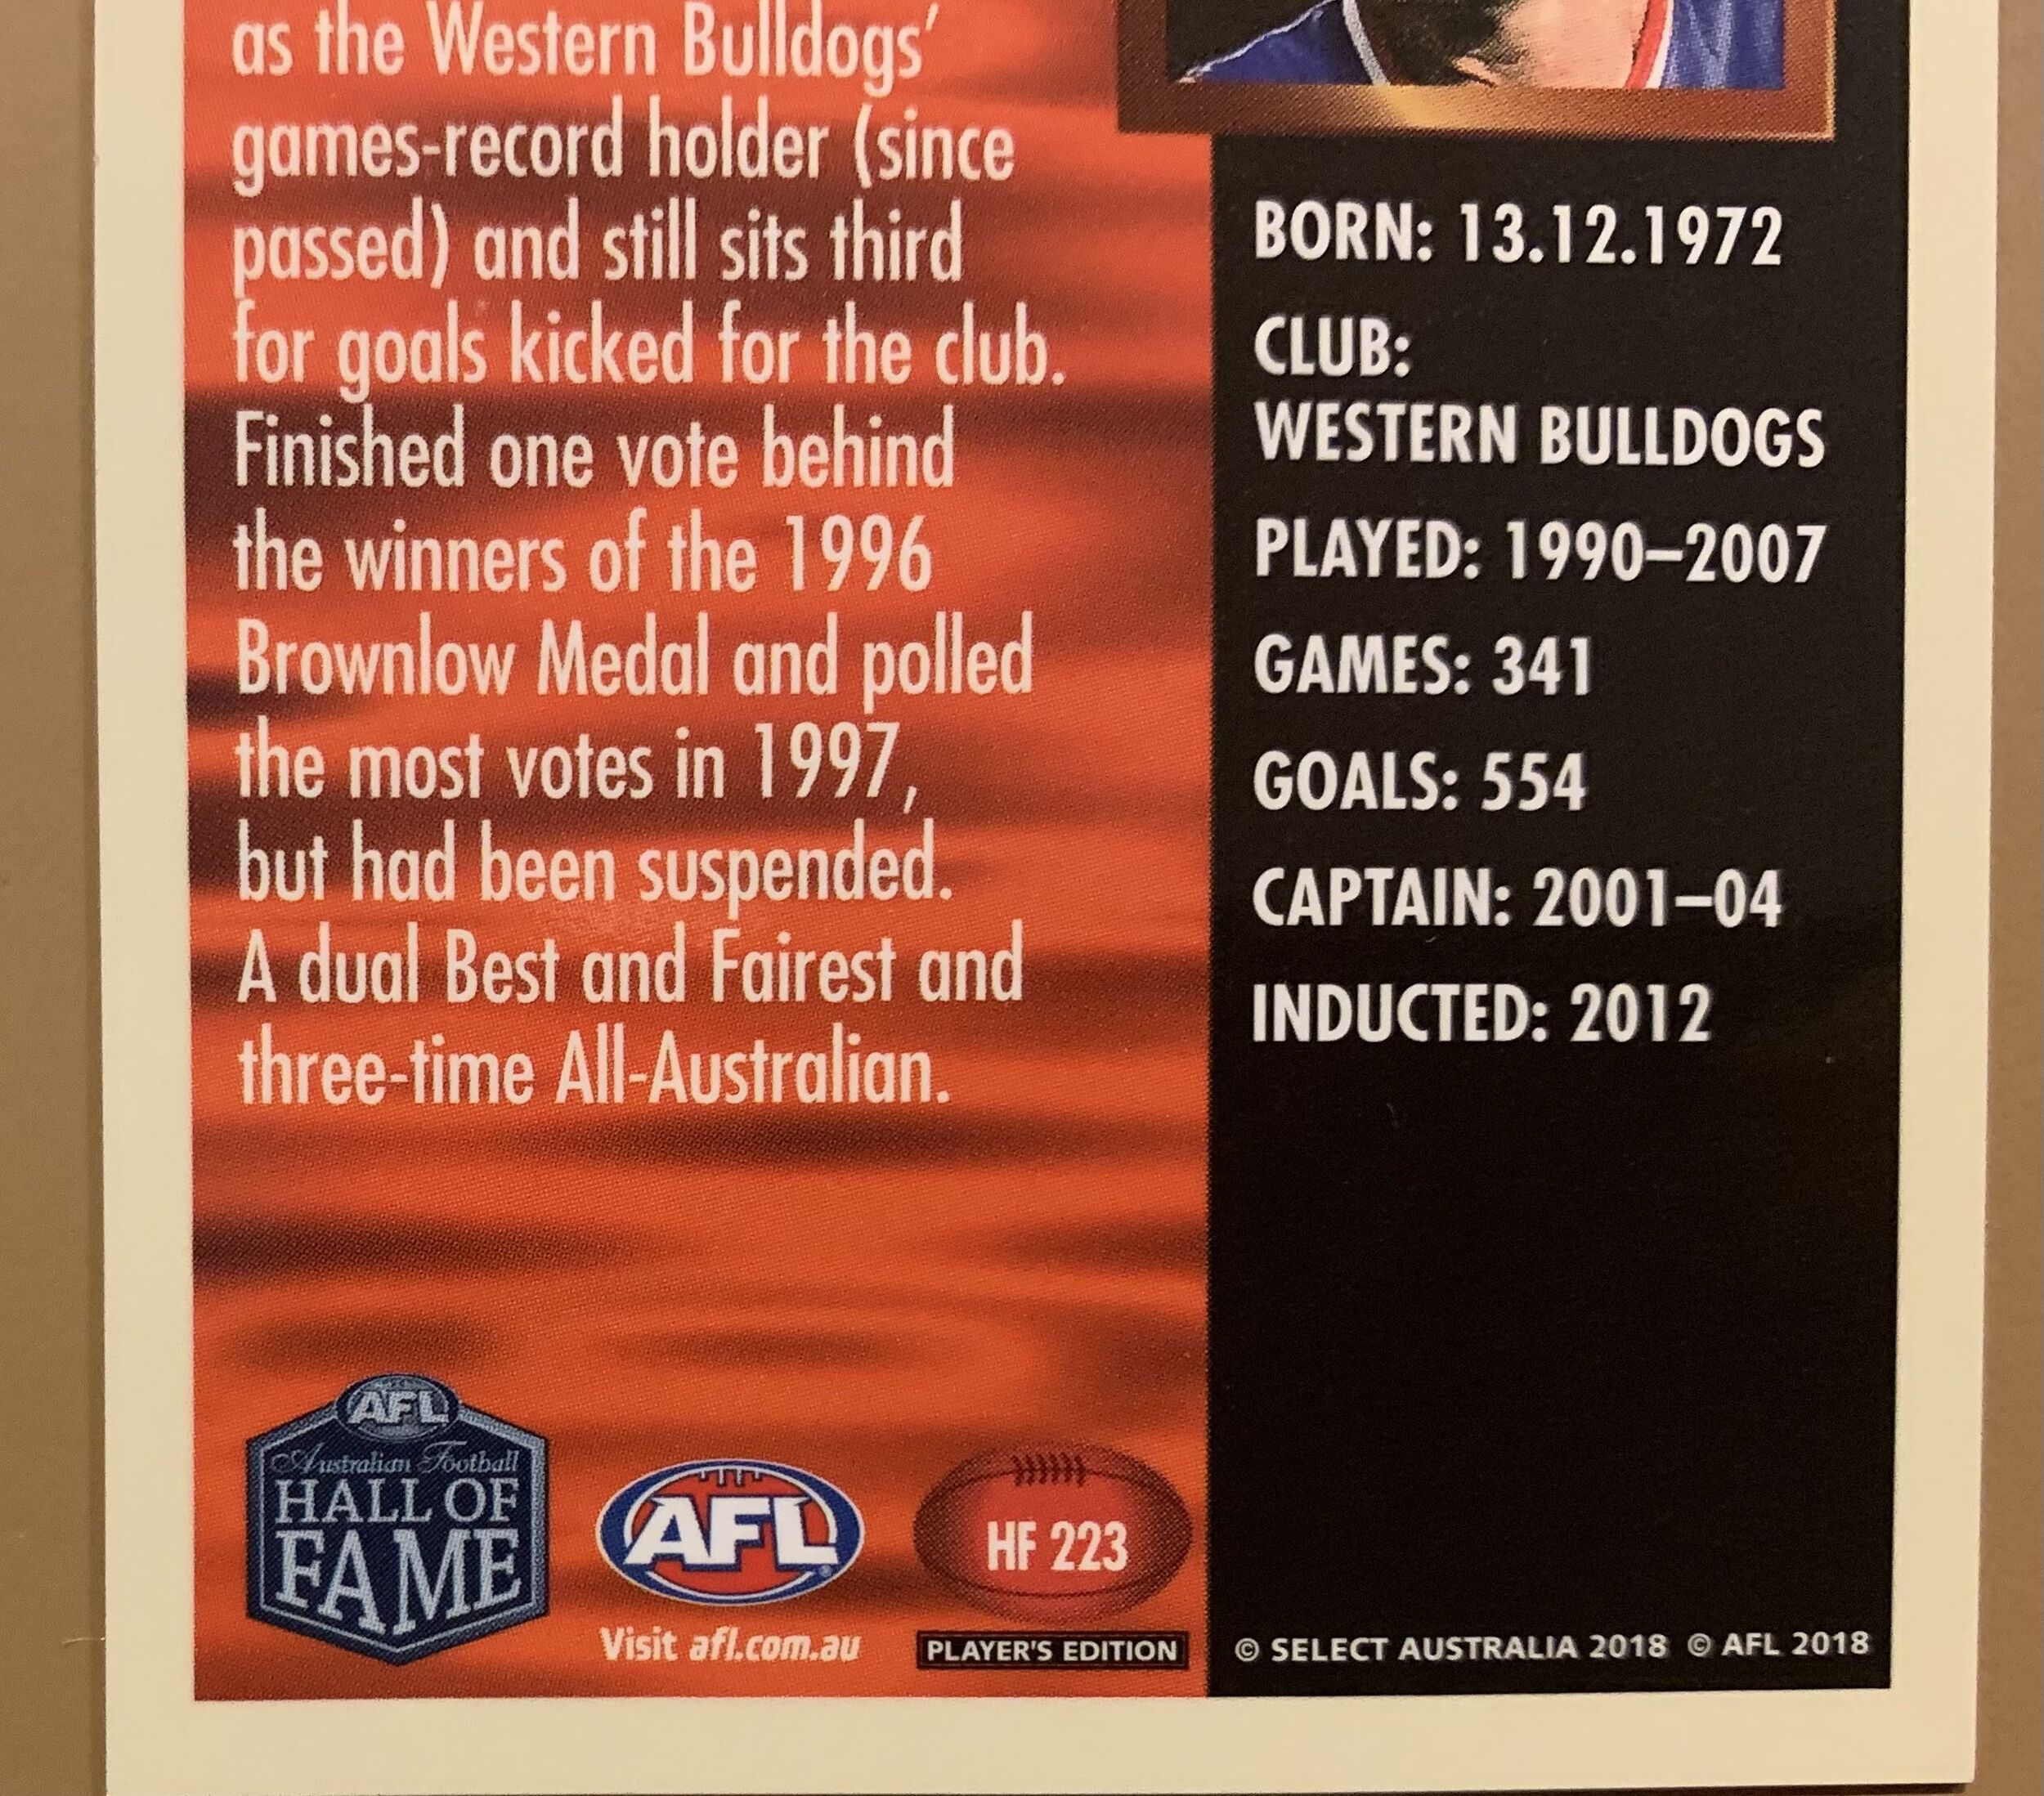 as the Western Bulldogs'
games-record holder (since
passed) and still sits third
for goals kicked for the club.
Finished one vote behind
the winners of the 1996
Brownlow Medal and polled
the most votes in 1997,
but had been suspended.
A dual Best and Fairest and
three-time All-Australian.
BORN: 13.12.1972
CLUB:
WESTERN BULLDOGS
PLAYED: 1990–2007
GAMES: 341
GOALS: 554
CAPTAIN: 2001–04
INDUCTED: 2012
AFL
Australian Football
HALL OF
FAME
AFL
Visit afl.com.au
HF 223
PLAYER'S EDITION
© SELECT AUSTRALIA 2018 © AFL 2018